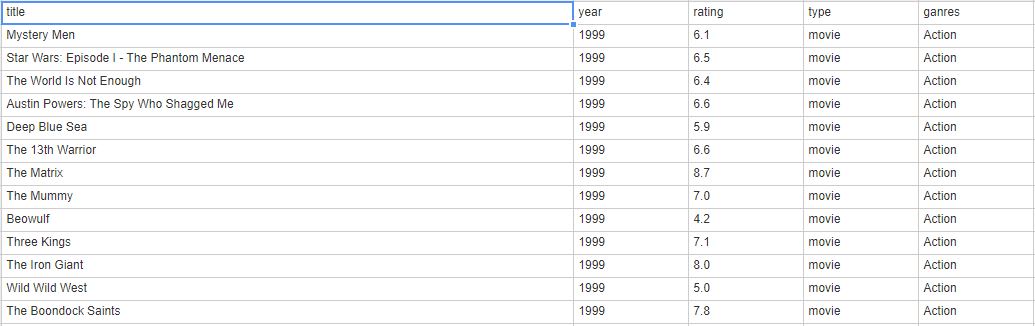 title year rating type ganres
Mystery Men 1999 6.1 movie Action
Star Wars: Episode I - The Phantom Menace 1999 6.5 movie Action
The World Is Not Enough 1999 6.4 movie Action
Austin Powers: The Spy Who Shagged Me 1999 6.6 movie Action
Deep Blue Sea 1999 5.9 movie Action
The 13th Warrior 1999 6.6 movie Action
The Matrix 1999 8.7 movie Action
The Mummy 1999 7.0 movie Action
Beowulf 1999 4.2 movie Action
Three Kings 1999 7.1 movie Action
The Iron Giant 1999 8.0 movie Action
Wild Wild West 1999 5.0 movie Action
The Boondock Saints 1999 7.8 movie Action